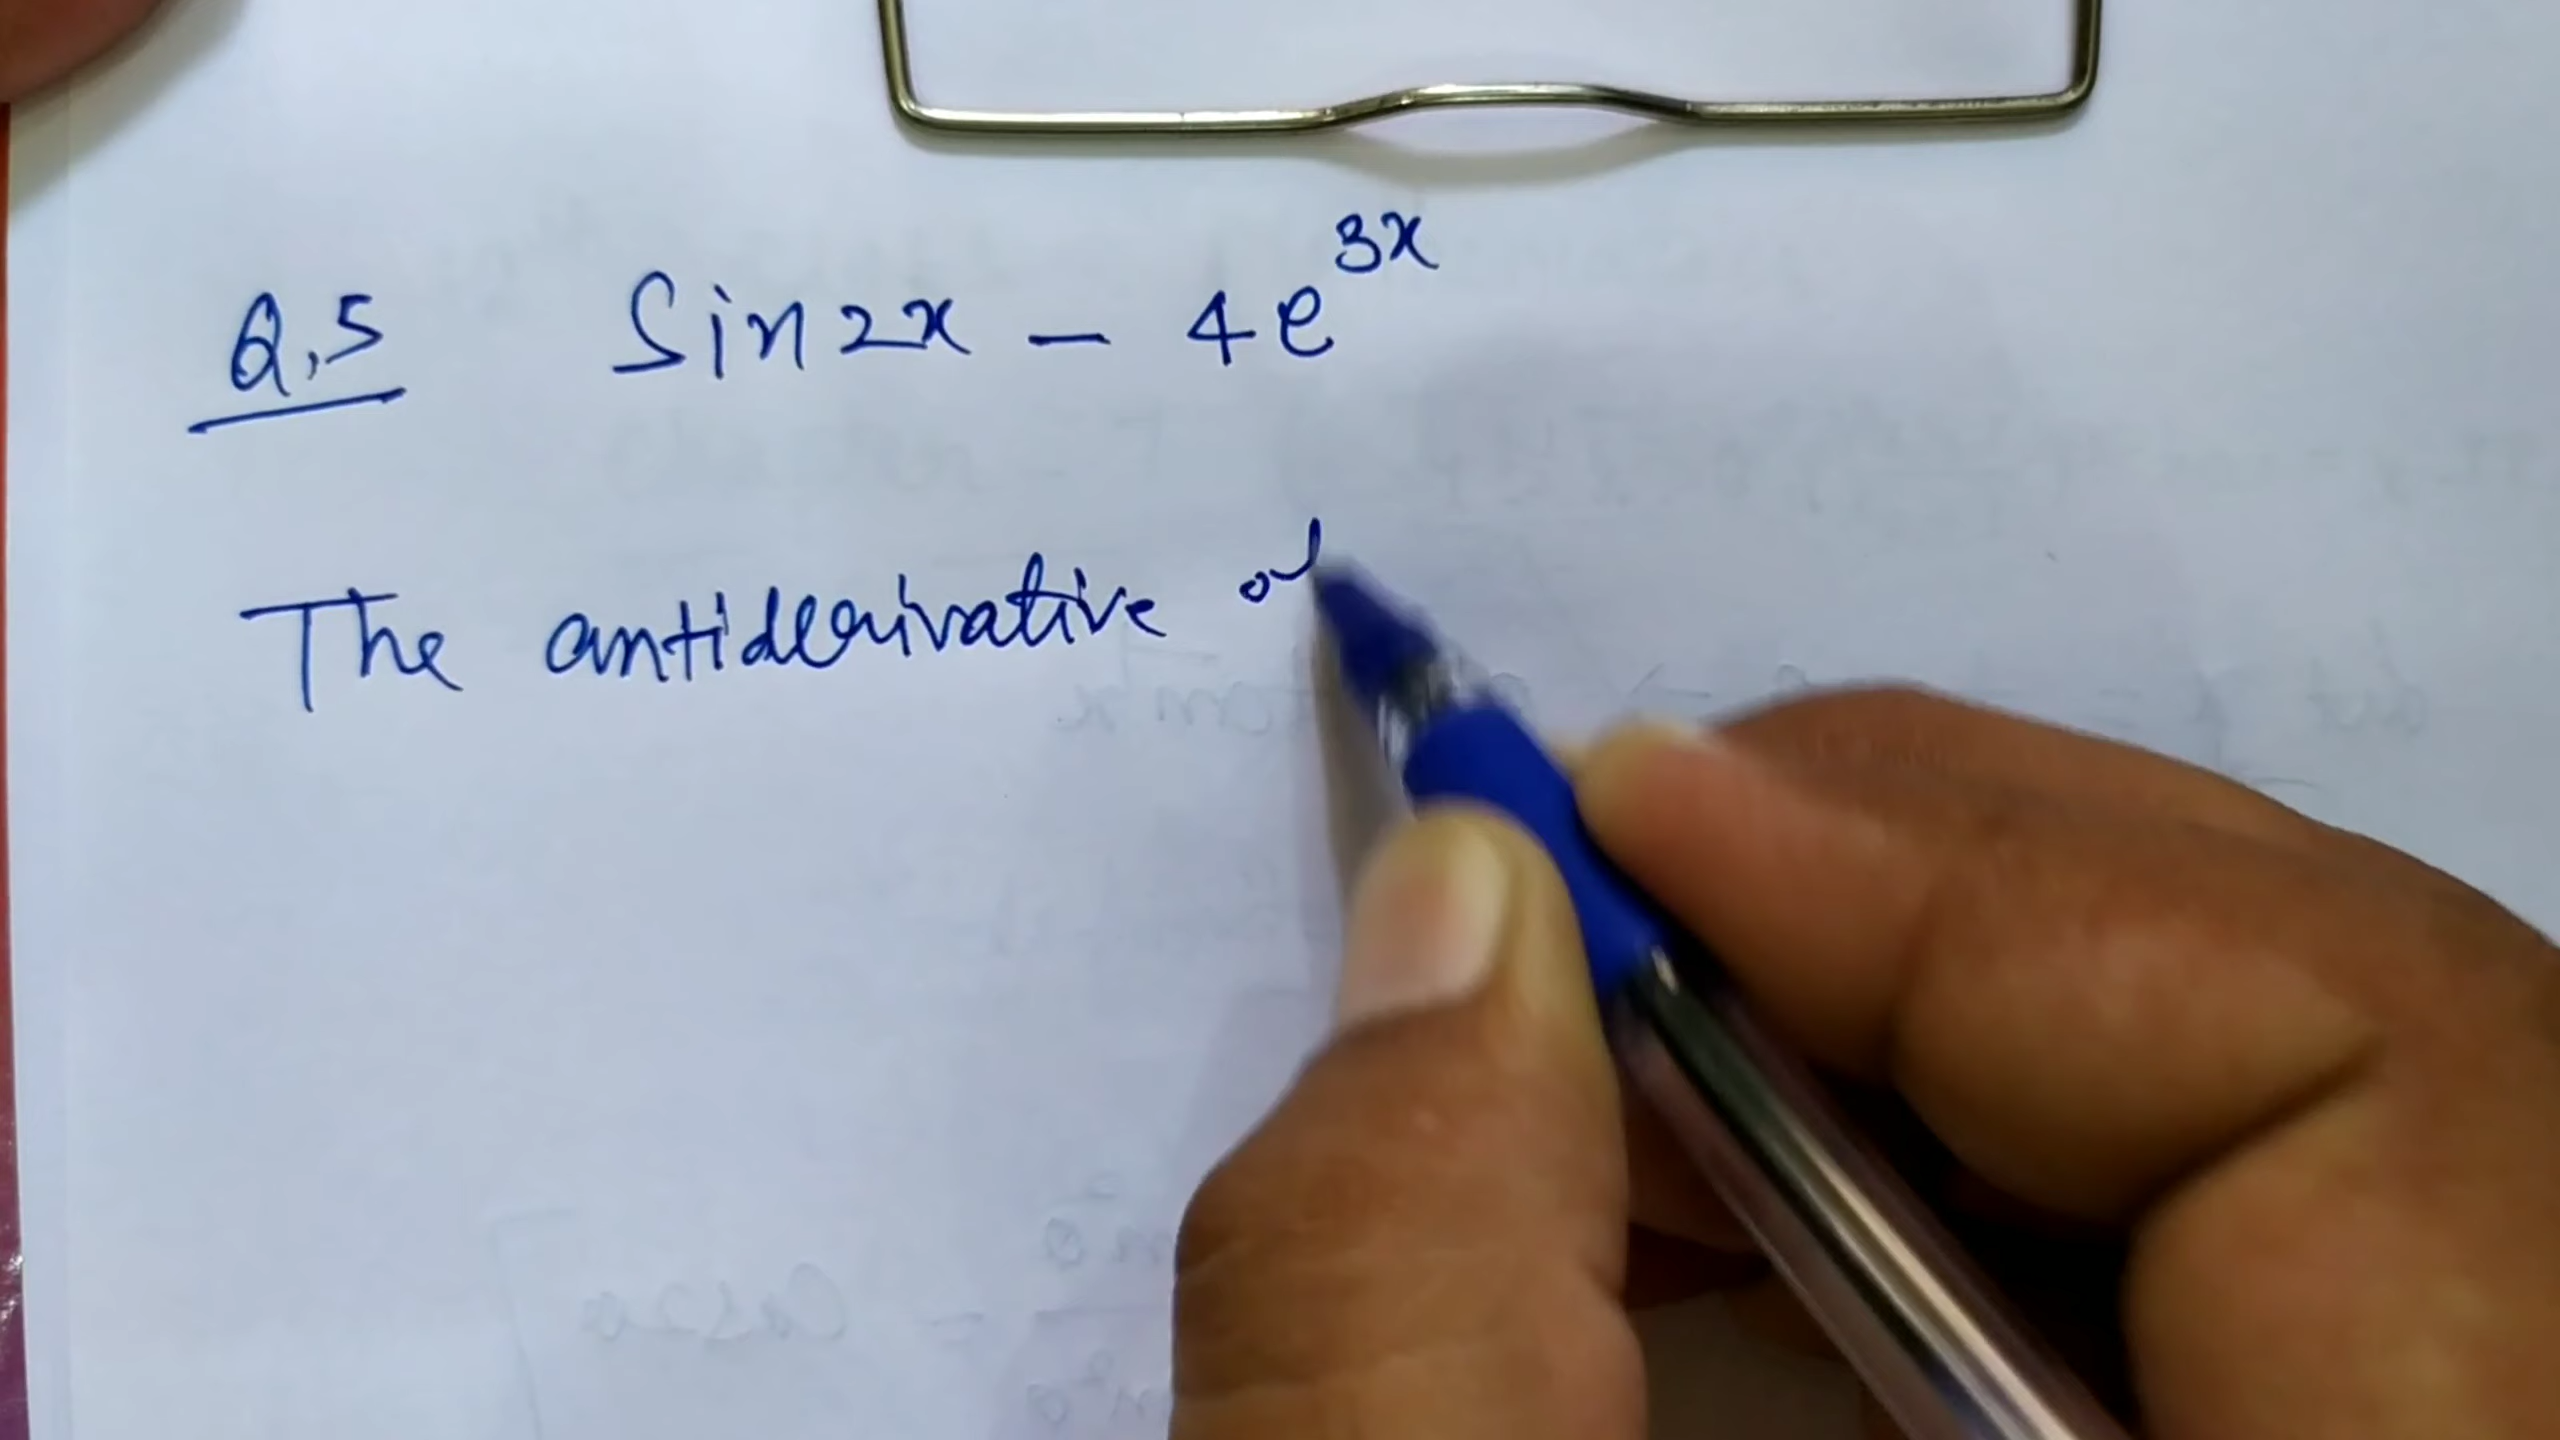 Q.5 Sin2x - 4e^3x
The antiderivative of